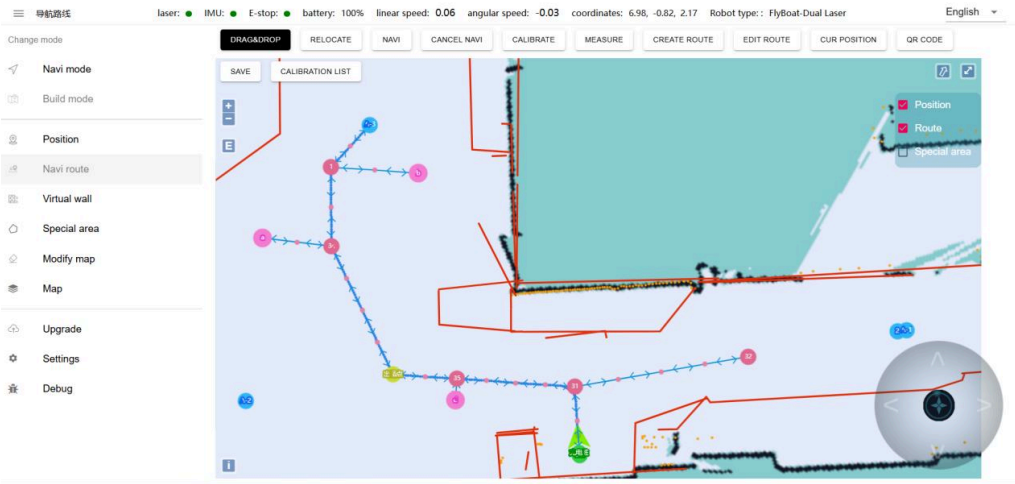 导航路线 laser: IMU: E-stop: battery: 100% linear speed: 0.06 angular speed: -0.03 coordinates: 6.98, -0.82, 2.17 Robot type: : FlyBoat-Dual Laser English
Change mode
DRAG&DROP RELOCATE NAVI CANCEL NAVI CALIBRATE MEASURE CREATE ROUTE EDIT ROUTE CUR POSITION QR CODE
Navi mode
SAVE CALIBRATION LIST
Build mode
Position
Route
Special area
E
Position
Navi route
Virtual wall
Special area
Modify map
Map
Upgrade
Settings
Debug
1
32
35
31
i